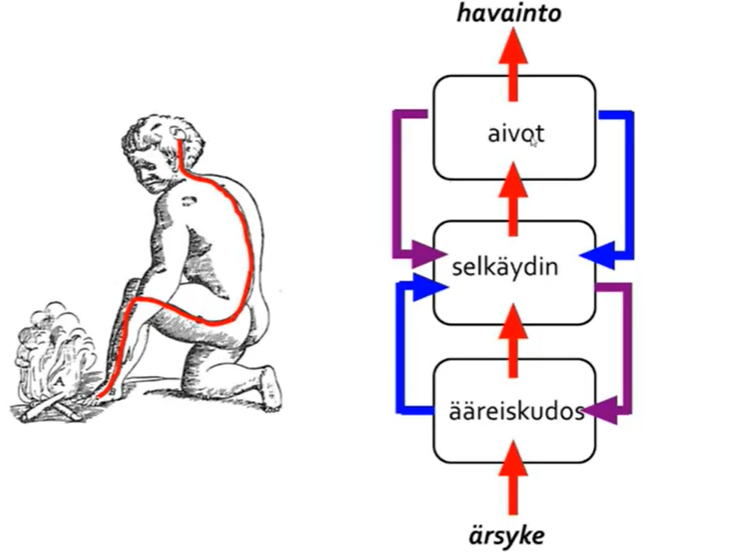 havainto
aivot
selkäydin
ääreiskudos
ärsyke
A
B